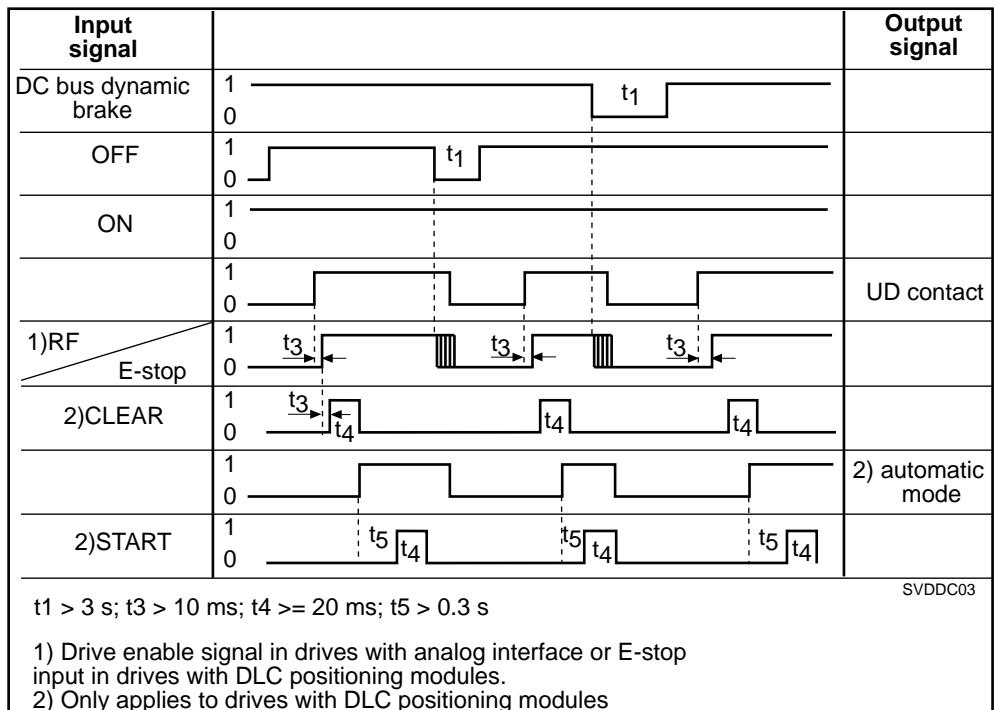 Input signal
Output signal
DC bus dynamic brake
1
0
t1
OFF
1
0
t1
ON
1
0
1
0
UD contact
1)RF
E-stop
1
0
t3
t3
t3
2)CLEAR
1
0
t3
t4
t4
t4
1
0
2) automatic mode
2)START
1
0
t5
t4
t5
t4
t5
t4
SVDDC03
t1 > 3 s; t3 > 10 ms; t4 >= 20 ms; t5 > 0.3 s
1) Drive enable signal in drives with analog interface or E-stop
input in drives with DLC positioning modules.
2) Only applies to drives with DLC positioning modules